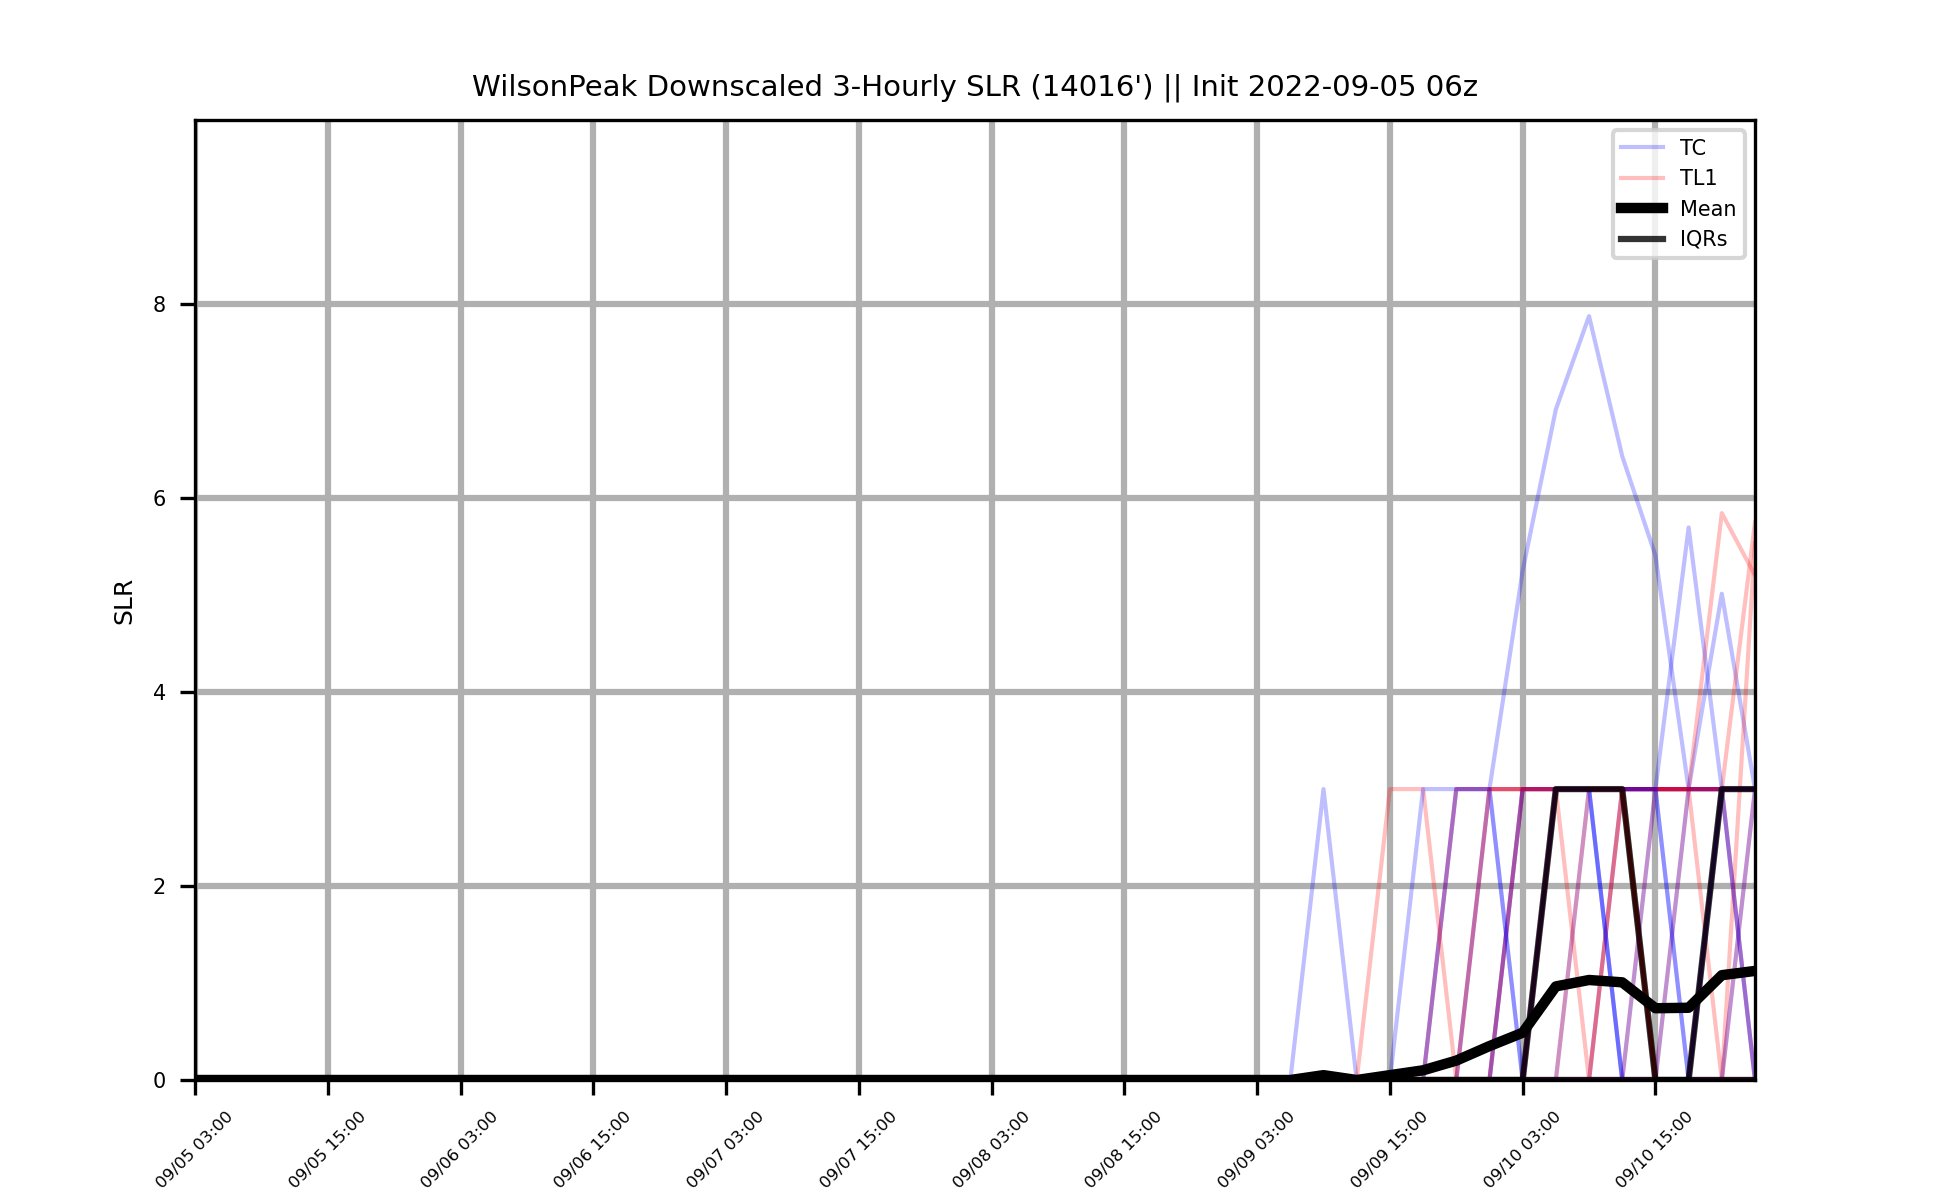 WilsonPeak Downscaled 3-Hourly SLR (14016') || Init 2022-09-05 06z
TC
TL1
Mean
IQRs
SLR
8
6
4
2
0
09/05 03:00
09/05 15:00
09/06 03:00
09/06 15:00
09/07 03:00
09/07 15:00
09/08 03:00
09/08 15:00
09/09 03:00
09/09 15:00
09/10 03:00
09/10 15:00